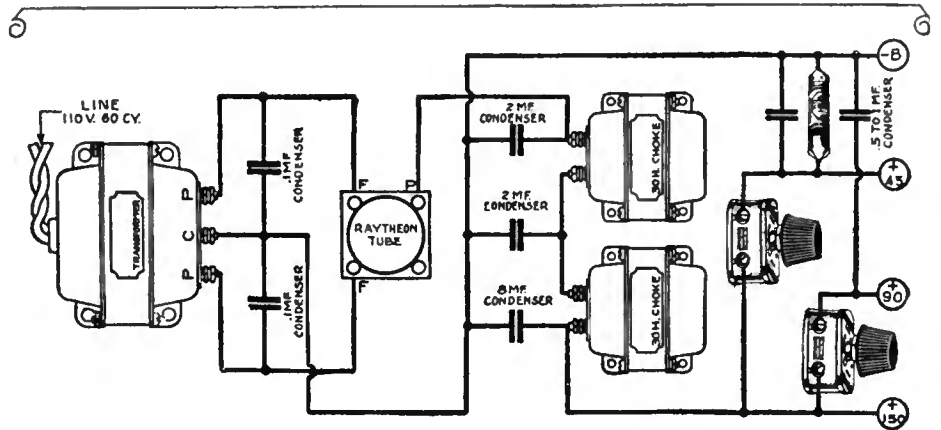 LINE
110 V. 60 CY.
TRANSFORMER
P
C
P
.1 MF.
CONDENSER
.1 MF.
CONDENSER
F
P
RAYTHEON
TUBE
F
2 MF.
CONDENSER
2 MF.
CONDENSER
8 MF.
CONDENSER
30 H. CHOKE
30 H. CHOKE
.5 TO 1 MF.
CONDENSER
-B
+45
+90
+150